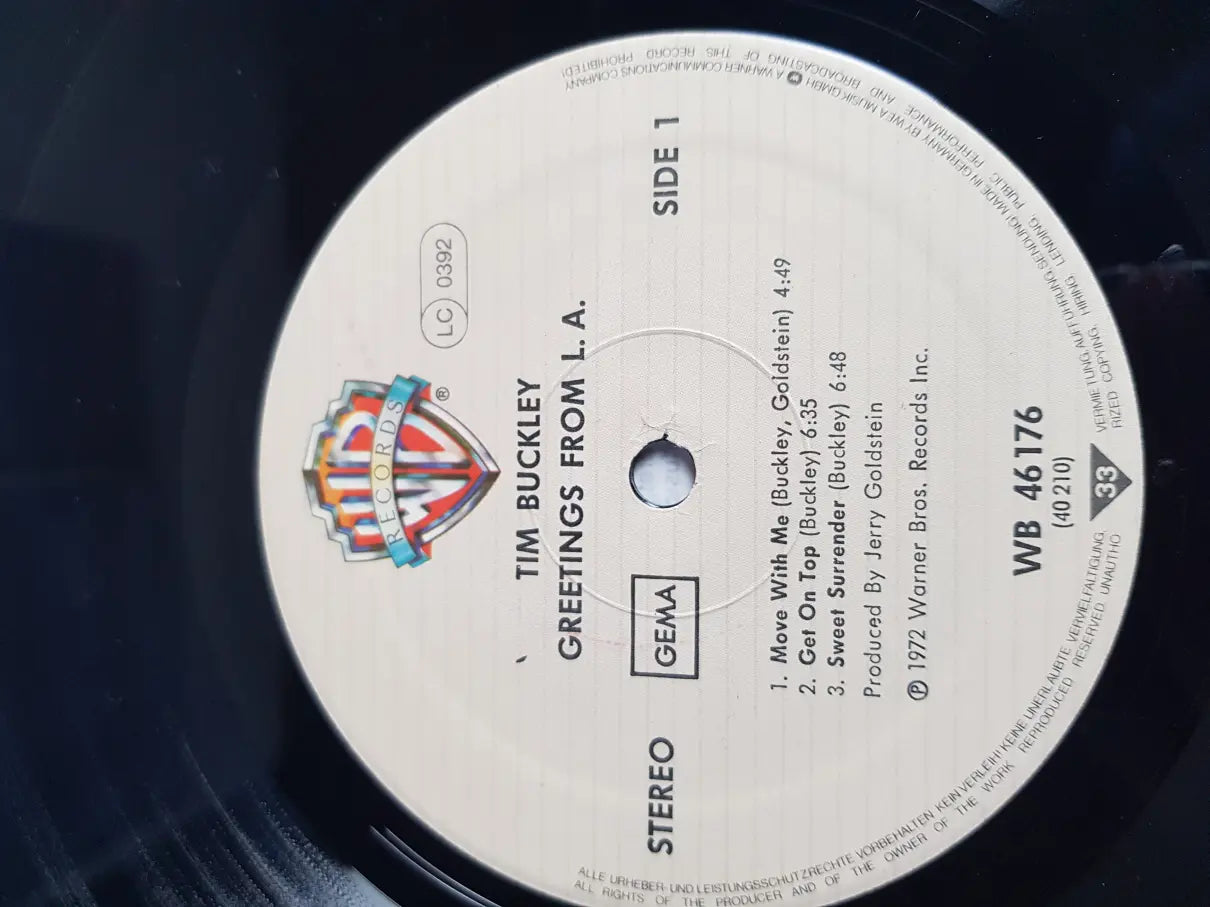 RECORDS
®
LC 0392
TIM BUCKLEY
GREETINGS FROM L. A.
STEREO
GEMA
SIDE 1
1. Move With Me (Buckley, Goldstein) 4:49
2. Get On Top (Buckley) 6:35
3. Sweet Surrender (Buckley) 6:48
Produced By Jerry Goldstein
℗ 1972 Warner Bros. Records Inc.
WB 46 176
(40 210)
33
ALLE URHEBER- UND LEISTUNGSSCHUTZRECHTE VORBEHALTEN KEIN VERLEIH! KEINE UNERLAUBTE VERVIELFÄLTIGUNG, VERMIETUNG, AUFFÜHRUNG, SENDUNG! MADE IN GERMANY BY WEA MUSIK GMBH A WARNER COMMUNICATIONS COMPANY
ALL RIGHTS OF THE PRODUCER AND OF THE OWNER OF THE WORK REPRODUCED RESERVED UNAUTHORIZED COPYING, HIRING, LENDING, PUBLIC PERFORMANCE AND BROADCASTING OF THIS RECORD PROHIBITED!